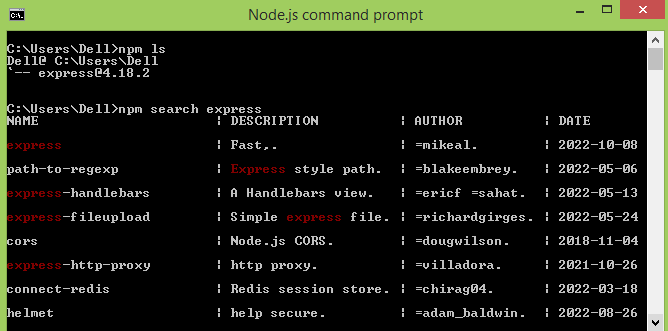 Node.js command prompt
C:\Users\Dell>npm ls
Dell@ C:\Users\Dell
`-- express@4.18.2
C:\Users\Dell>npm search express
NAME | DESCRIPTION | AUTHOR | DATE
express | Fast,. | =mikeal. | 2022-10-08
path-to-regexp | Express style path. | =blakeembrey. | 2022-05-06
express-handlebars | A Handlebars view. | =ericf =sahat. | 2022-05-13
express-fileupload | Simple express file. | =richardgirges. | 2022-05-24
cors | Node.js CORS. | =dougwilson. | 2018-11-04
express-http-proxy | http proxy. | =villadora. | 2021-10-26
connect-redis | Redis session store. | =chirag04. | 2022-03-18
helmet | help secure. | =adam_baldwin. | 2022-08-26